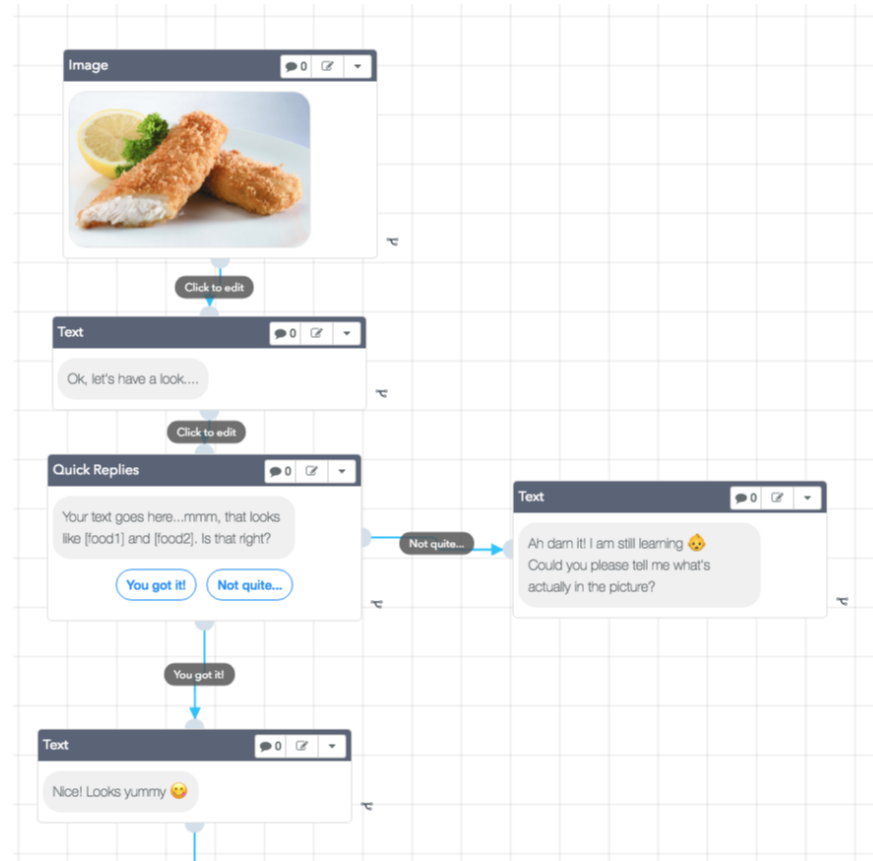 Image
0
Click to edit
Text
0
Ok, let's have a look....
Click to edit
Quick Replies
0
Your text goes here...mmm, that looks
like [food1] and [food2]. Is that right?
You got it!
Not quite...
Not quite...
Text
0
Ah darn it! I am still learning 👶
Could you please tell me what's
actually in the picture?
You got it!
Text
0
Nice! Looks yummy 😋